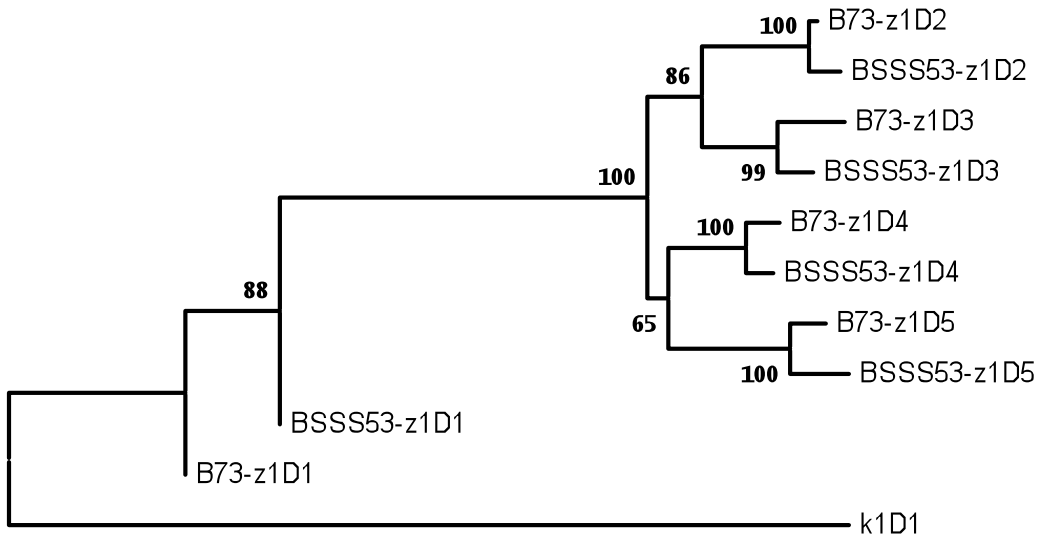 100 B73-z1D2
BSSS53-z1D2
86
B73-z1D3
99 BSSS53-z1D3
100
B73-z1D4
100
BSSS53-z1D4
65 B73-z1D5
100 BSSS53-z1D5
88
BSSS53-z1D1
B73-z1D1
k1D1